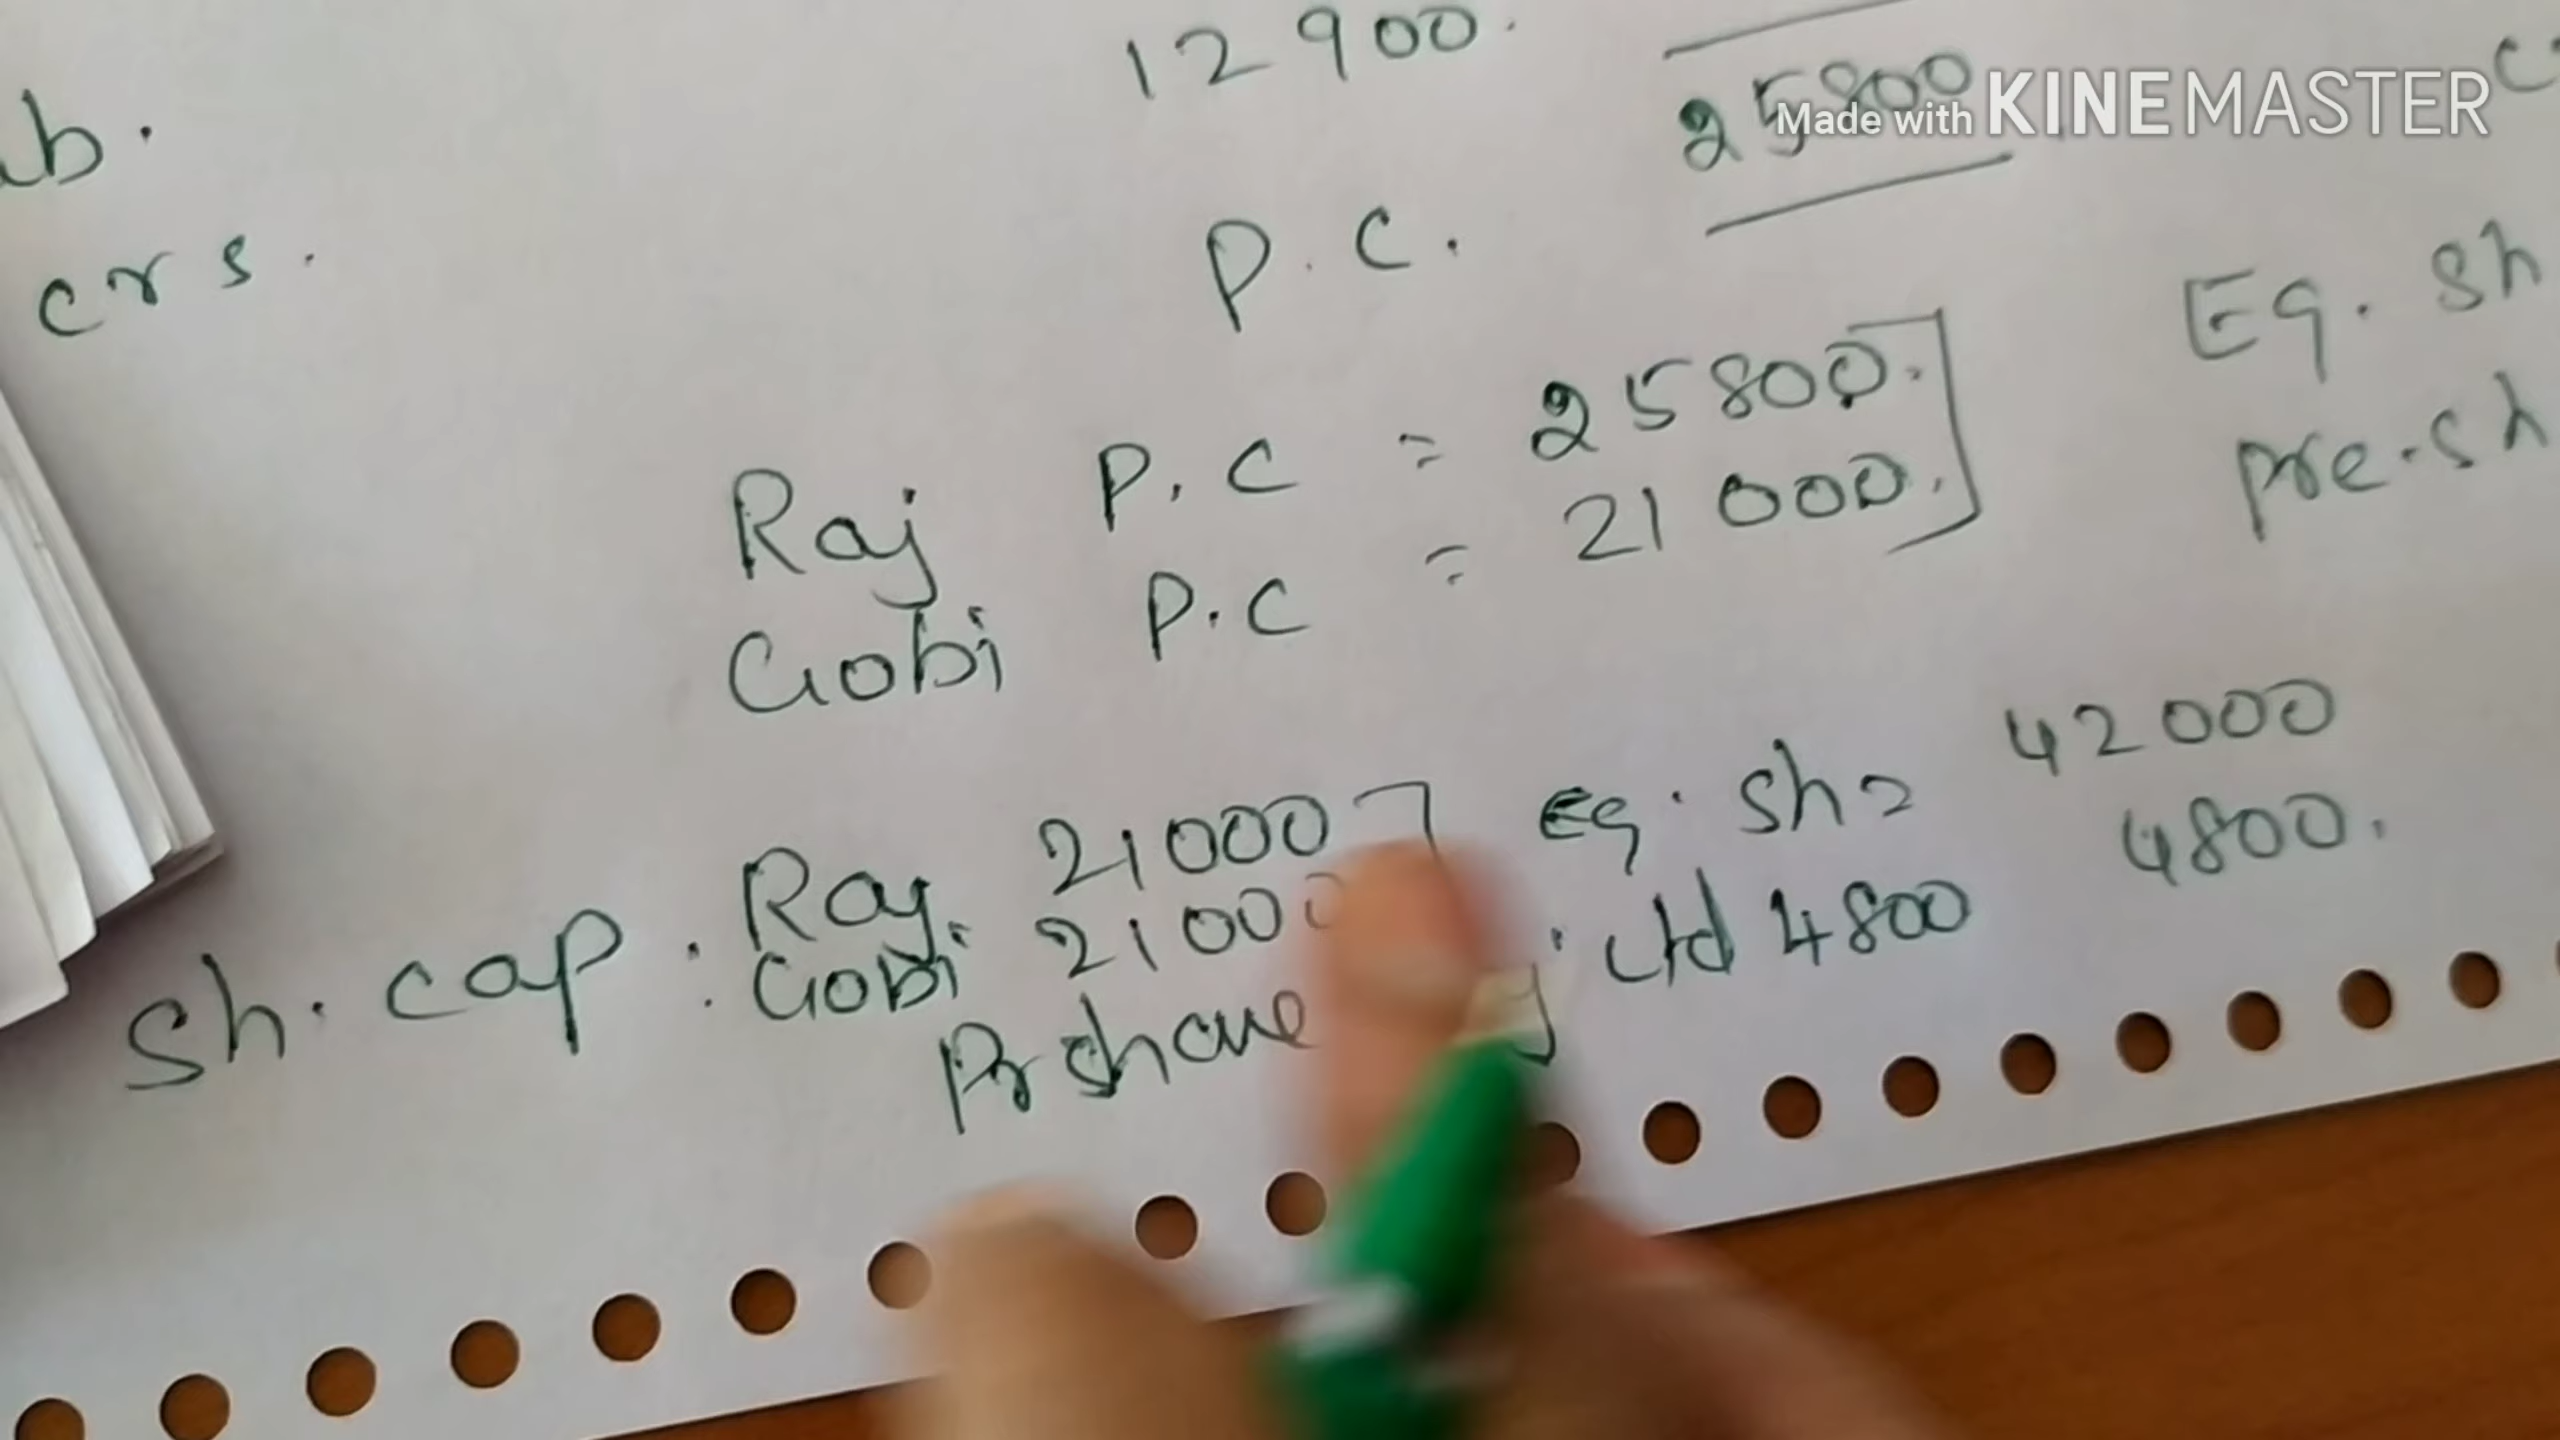 12900.
25800
Made with KINEMASTER
b.
crs.
P.C.
Eq. Sh
Pre. Sh
Raj P.C = 25800.
Gobi P.C = 21000.
Sh. cap: Raj. 21000 Eq. Sh = 42000
Gobi 21000 Ltd 4800 4800.
Pr share